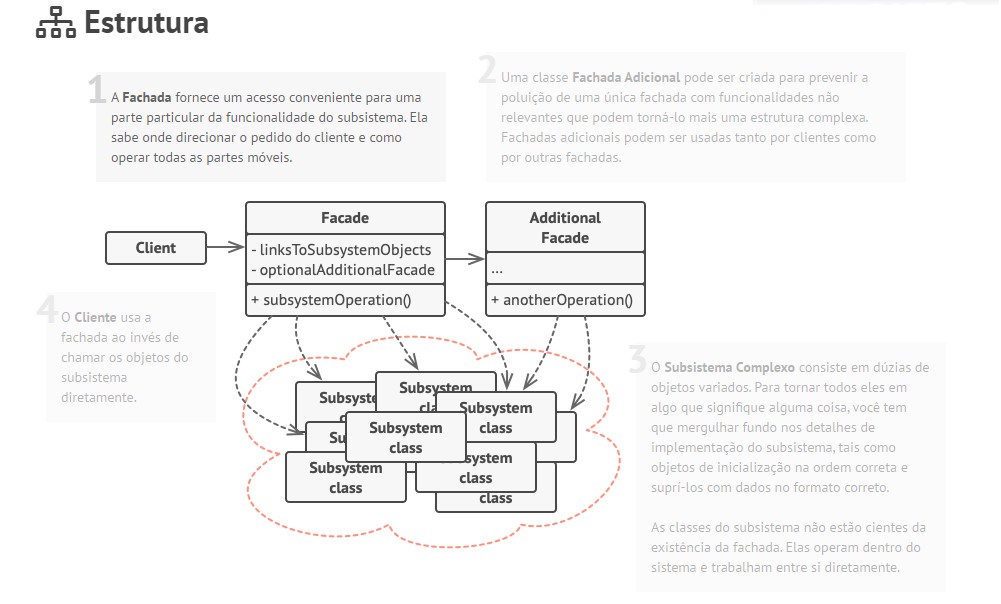 Estrutura
1
A Fachada fornece um acesso conveniente para uma
parte particular da funcionalidade do subsistema. Ela
sabe onde direcionar o pedido do cliente e como
operar todas as partes móveis.
2
Uma classe Fachada Adicional pode ser criada para prevenir a
poluição de uma única fachada com funcionalidades não
relevantes que podem torná-lo mais uma estrutura complexa.
Fachadas adicionais podem ser usadas tanto por clientes como
por outras fachadas.
Client
Facade
- linksToSubsystemObjects
- optionalAdditionalFacade
+ subsystemOperation()
Additional
Facade
...
+ anotherOperation()
4
O Cliente usa a
fachada ao invés de
chamar os objetos do
subsistema
diretamente.
3
O Subsistema Complexo consiste em dúzias de
objetos variados. Para tornar todos eles em
algo que signifique alguma coisa, você tem
que mergulhar fundo nos detalhes de
implementação do subsistema, tais como
objetos de inicialização na ordem correta e
suprí-los com dados no formato correto.
As classes do subsistema não estão cientes da
existência da fachada. Elas operam dentro do
sistema e trabalham entre si diretamente.
Subsystem
Subsystem
class
Subsystem
class
Subsystem
class
class
class